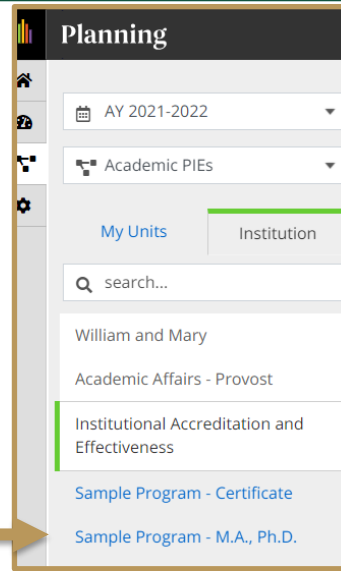 Planning
AY 2021-2022
Academic PIEs
My Units Institution
search...
William and Mary
Academic Affairs - Provost
Institutional Accreditation and
Effectiveness
Sample Program - Certificate
Sample Program - M.A., Ph.D.